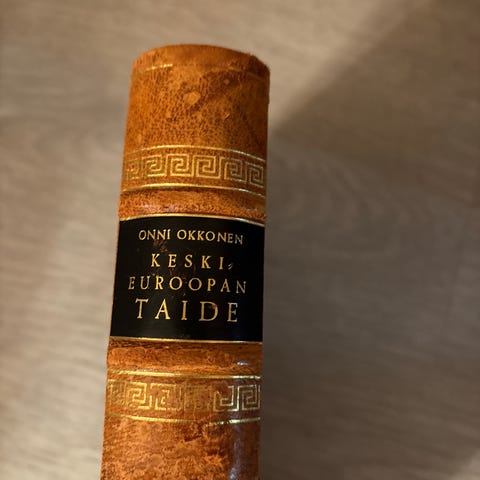 ONNI OKKONEN
KESKI-
EUROOPAN
TAIDE